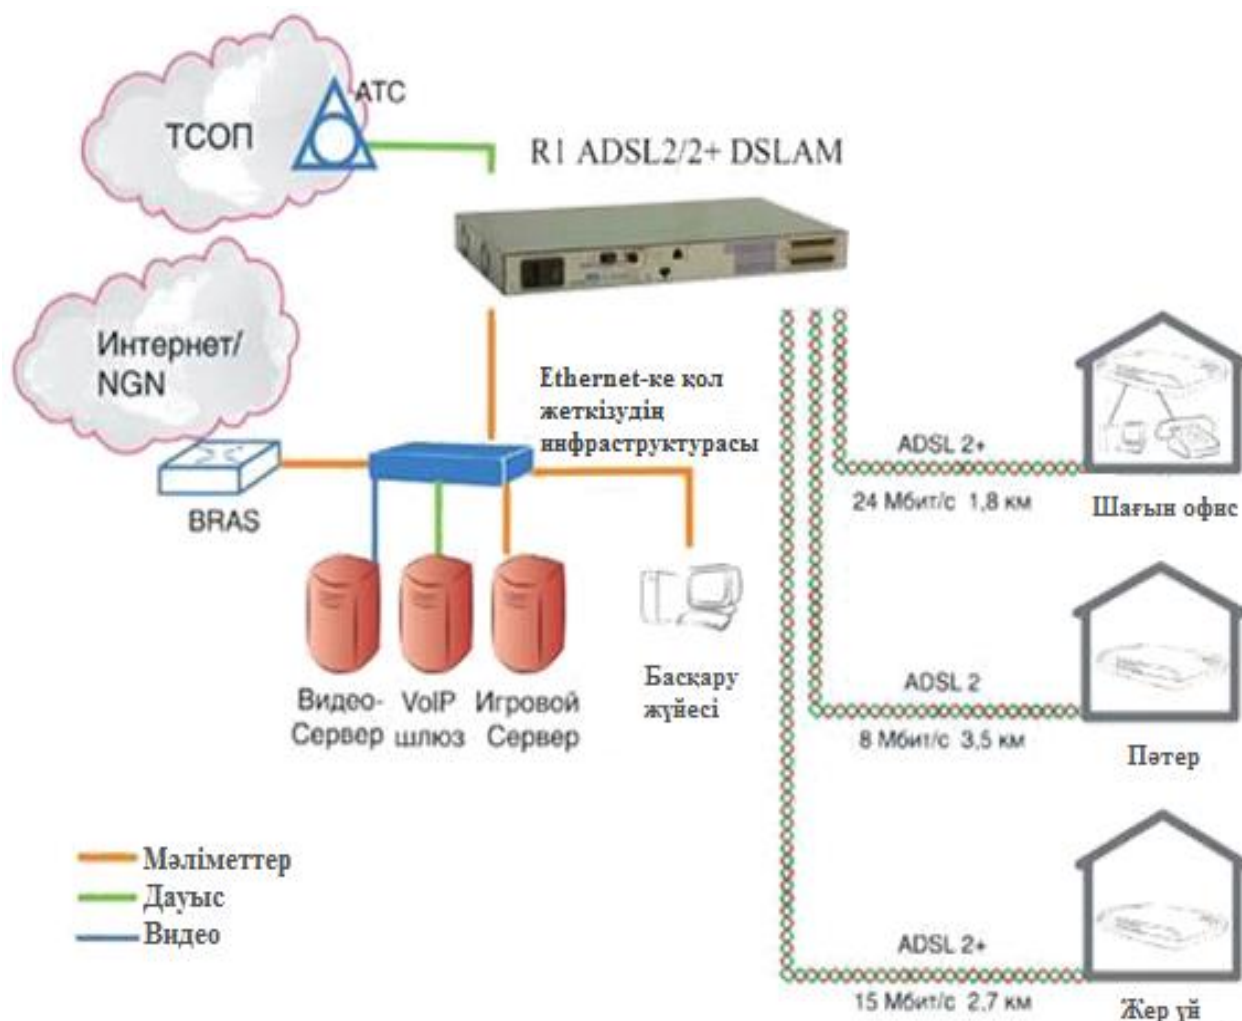 АТС
ТСОП
R1 ADSL2/2+ DSLAM
Интернет/
NGN
Ethernet-ке қол
жеткізудің
инфраструктурасы
BRAS
ADSL 2+
24 Мбит/с 1,8 км
Шағын офис
Видео-
Сервер
VoIP
шлюз
Игровой
Сервер
Басқару
жүйесі
ADSL 2
8 Мбит/с 3,5 км
Пәтер
Мәліметтер
Дауыс
Видео
ADSL 2+
15 Мбит/с 2,7 км
Жер үй